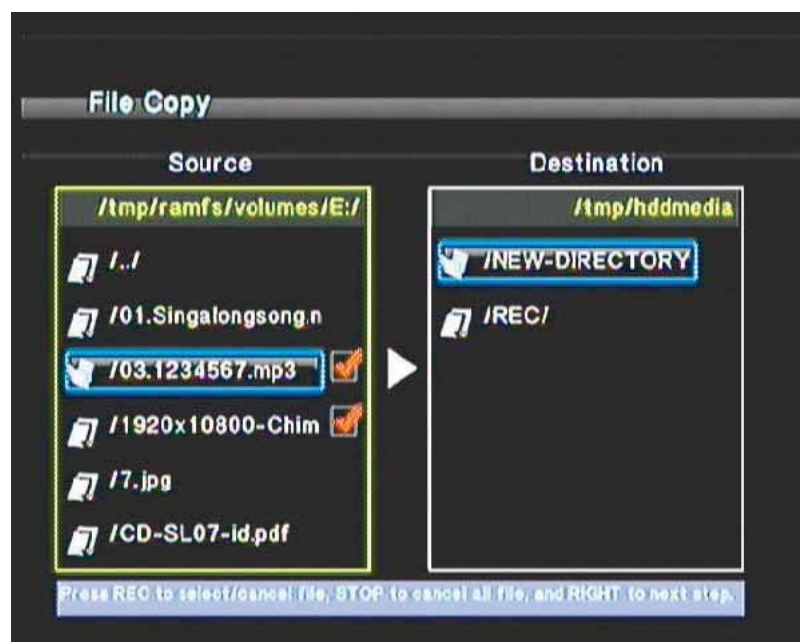 File Copy
Source
Destination
/tmp/ramfs/volumes/E:/
/../
/01.Singalongsong.n
/03.1234567.mp3
/1920x10800-Chim
/7.jpg
/CD-SL07-id.pdf
/tmp/hddmedia
/NEW-DIRECTORY
/REC/
Press REC to select/cancel file, STOP to cancel all file, and RIGHT to next step.